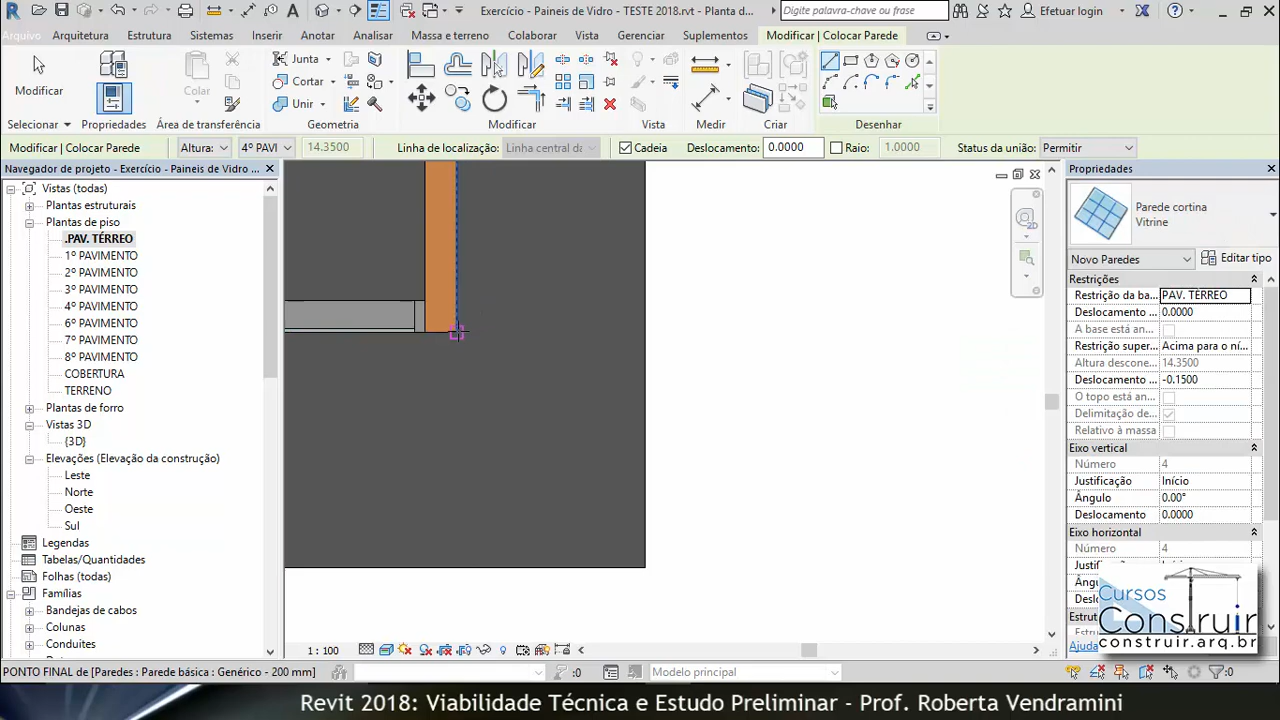 Exercício - Paineis de Vidro - TESTE 2018.rvt - Planta d...
Digite palavra-chave ou frase
Efetuar login
Arquivo Arquitetura Estrutura Sistemas Inserir Anotar Analisar Massa e terreno Colaborar Vista Gerenciar Suplementos Modificar | Colocar Parede
Modificar
Propriedades
Colar
Junta
Cortar
Unir
Selecionar Propriedades Área de transferência Geometria Modificar Vista Medir Criar Desenhar
Modificar | Colocar Parede Altura: 4º PAVI 14.3500 Linha de localização: Linha central da Cadeia Deslocamento: 0.0000 Raio: 1.0000 Status da união: Permitir
Navegador de projeto - Exercício - Paineis de Vidro ...
Vistas (todas)
Plantas estruturais
Plantas de piso
.PAV. TÉRREO
1º PAVIMENTO
2º PAVIMENTO
3º PAVIMENTO
4º PAVIMENTO
6º PAVIMENTO
7º PAVIMENTO
8º PAVIMENTO
COBERTURA
TERRENO
Plantas de forro
Vistas 3D
{3D}
Elevações (Elevação da construção)
Leste
Norte
Oeste
Sul
Legendas
Tabelas/Quantidades
Folhas (todas)
Famílias
Bandejas de cabos
Colunas
Conduites
2D
Propriedades
Parede cortina
Vitrine
Novo Paredes
Editar tipo
Restrições
Restrição da ba... PAV. TÉRREO
Deslocamento ... 0.0000
A base está an...
Restrição super... Acima para o ní...
Altura descone... 14.3500
Deslocamento ... -0.1500
O topo está an...
Delimitação de...
Relativo à massa
Eixo vertical
Número 4
Justificação Início
Ângulo 0.00°
Deslocamento 0.0000
Eixo horizontal
Número 4
Justif
Âng
Des
Estrut
Ajuda
Cursos
Construir
construir.arq.br
1 : 100
PONTO FINAL de [Paredes : Parede básica : Genérico - 200 mm]
:0
Modelo principal
:0
Revit 2018: Viabilidade Técnica e Estudo Preliminar - Prof. Roberta Vendramini